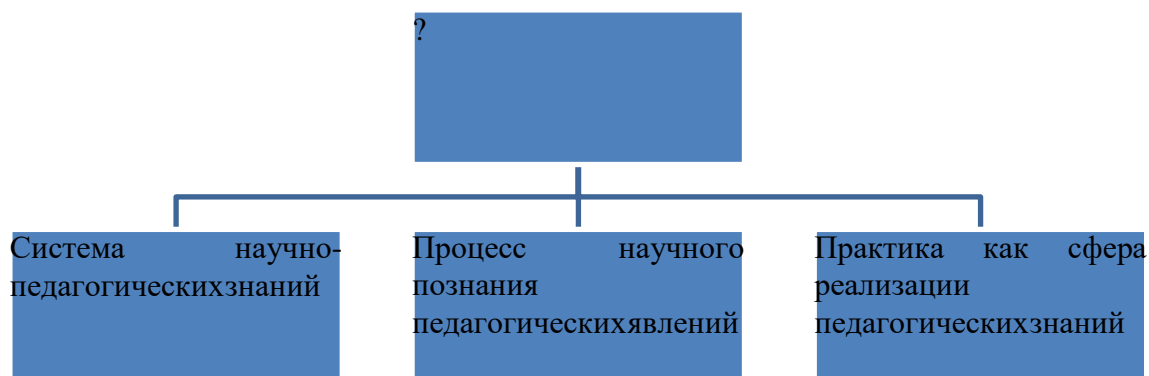 ?
Система научно-
педагогическихзнаний
Процесс научного
познания
педагогическихявлений
Практика как сфера
реализации
педагогическихзнаний